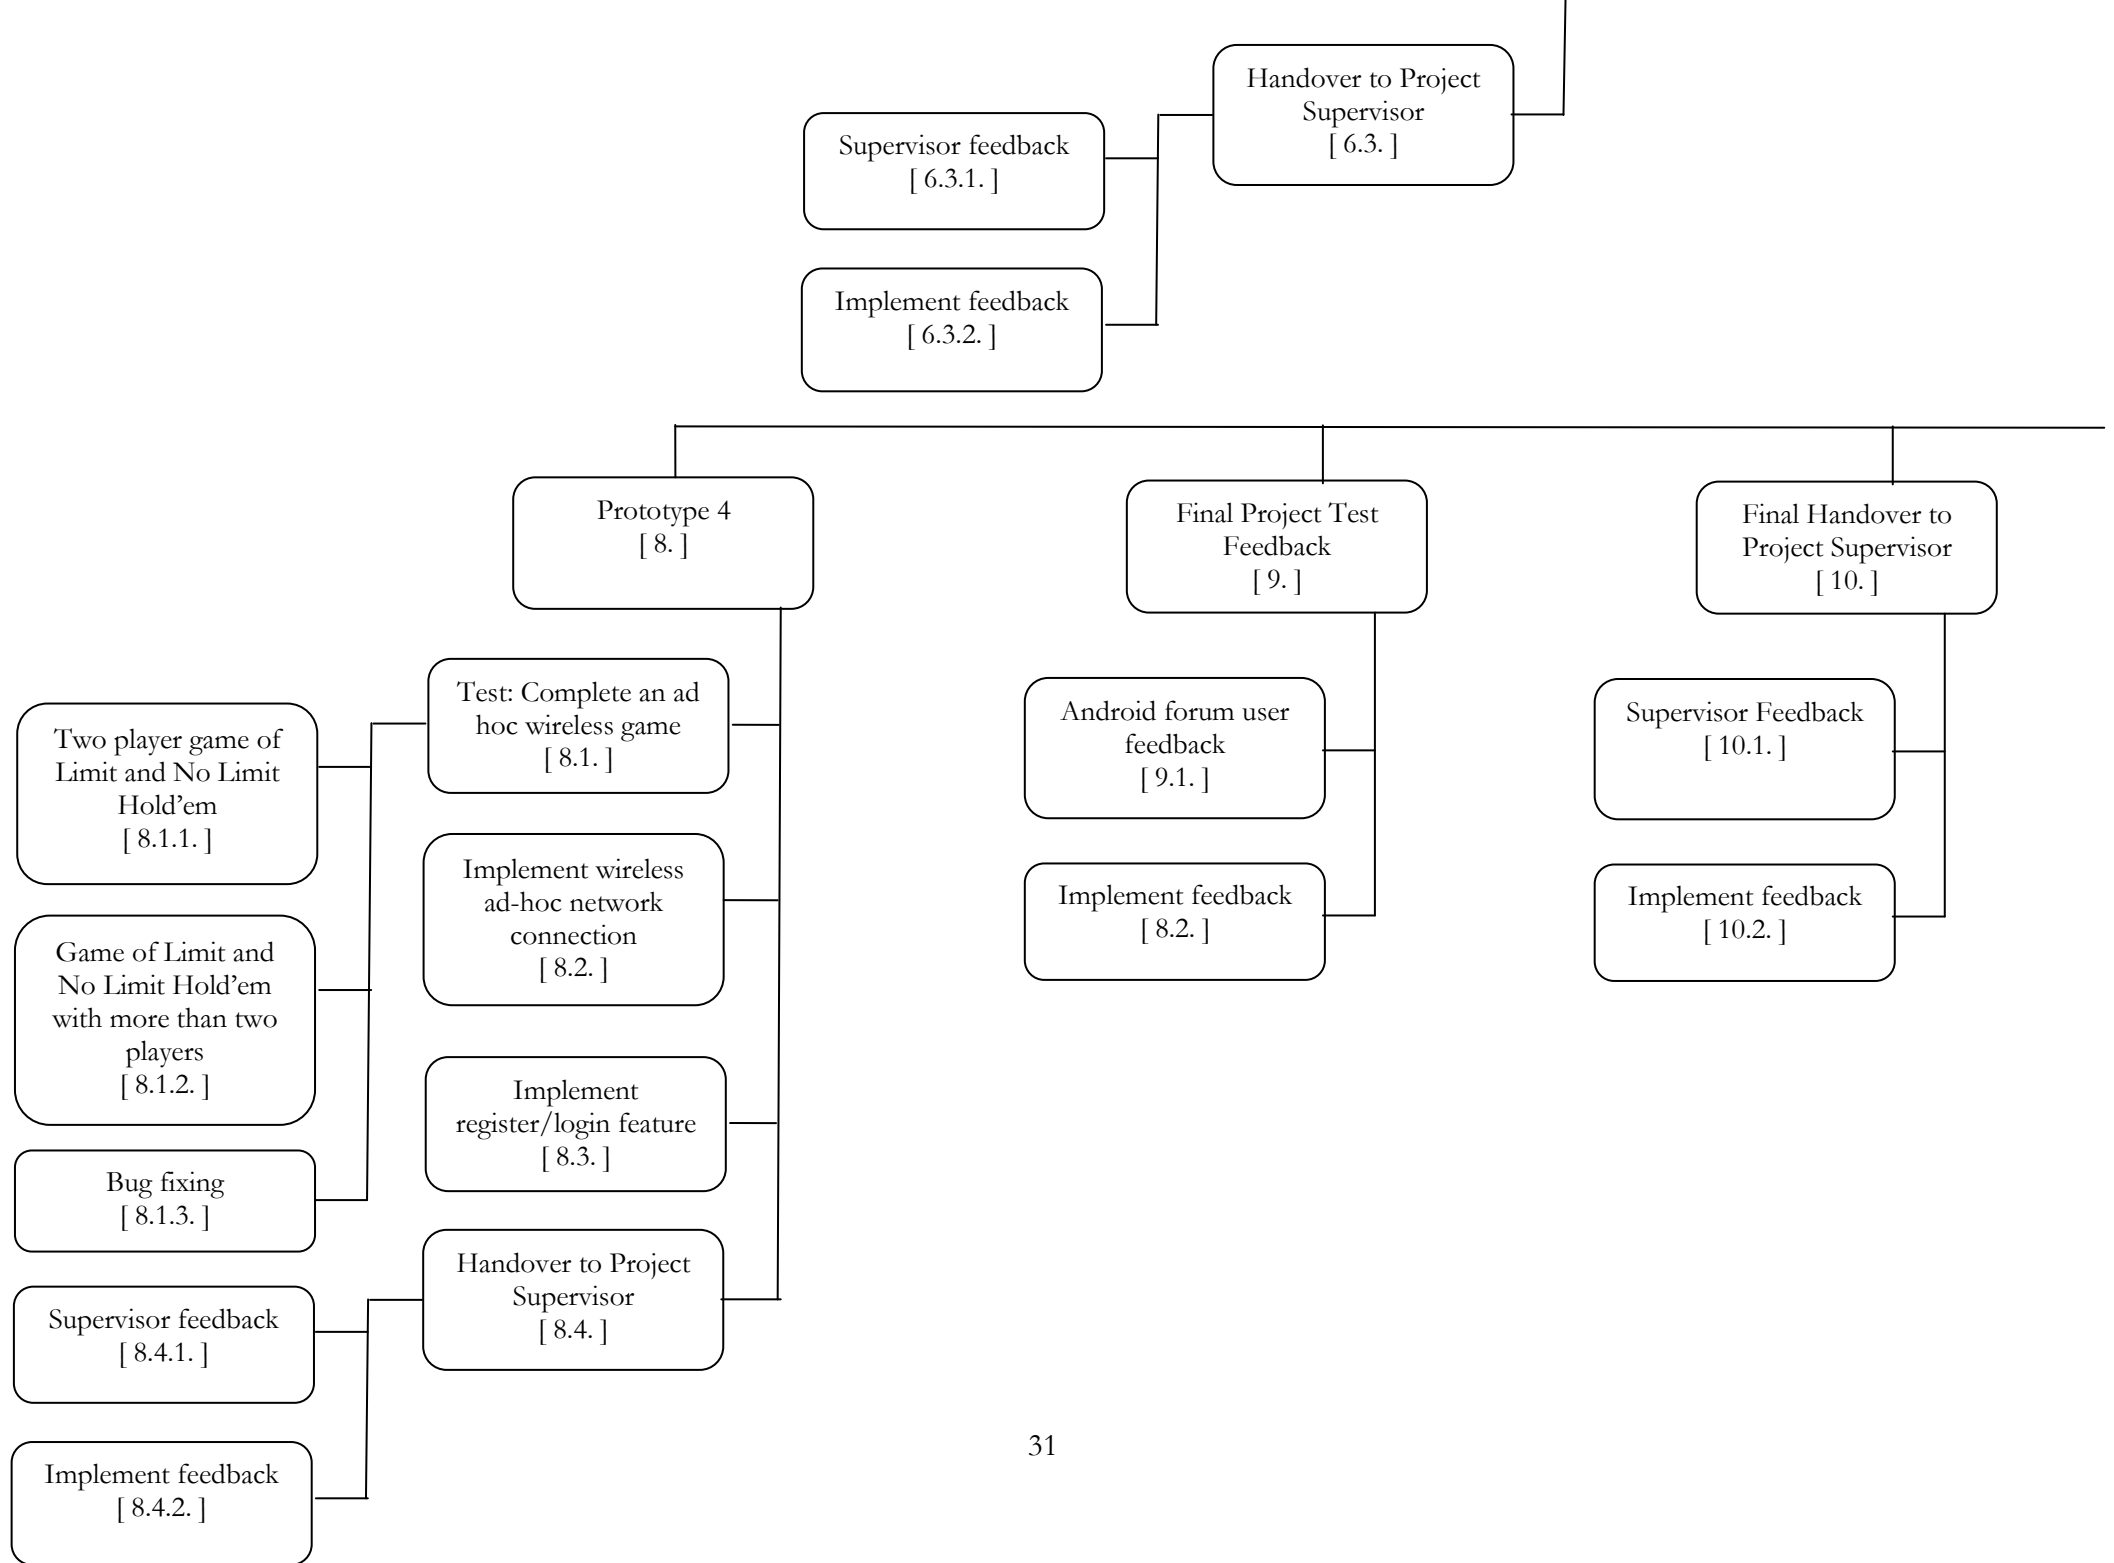 Handover to Project
Supervisor
[ 6.3. ]
Supervisor feedback
[ 6.3.1. ]
Implement feedback
[ 6.3.2. ]
Prototype 4
[ 8. ]
Final Project Test
Feedback
[ 9. ]
Final Handover to
Project Supervisor
[ 10. ]
Test: Complete an ad
hoc wireless game
[ 8.1. ]
Two player game of
Limit and No Limit
Hold’em
[ 8.1.1. ]
Game of Limit and
No Limit Hold’em
with more than two
players
[ 8.1.2. ]
Bug fixing
[ 8.1.3. ]
Implement wireless
ad-hoc network
connection
[ 8.2. ]
Implement
register/login feature
[ 8.3. ]
Handover to Project
Supervisor
[ 8.4. ]
Supervisor feedback
[ 8.4.1. ]
Implement feedback
[ 8.4.2. ]
Android forum user
feedback
[ 9.1. ]
Implement feedback
[ 8.2. ]
Supervisor Feedback
[ 10.1. ]
Implement feedback
[ 10.2. ]
31